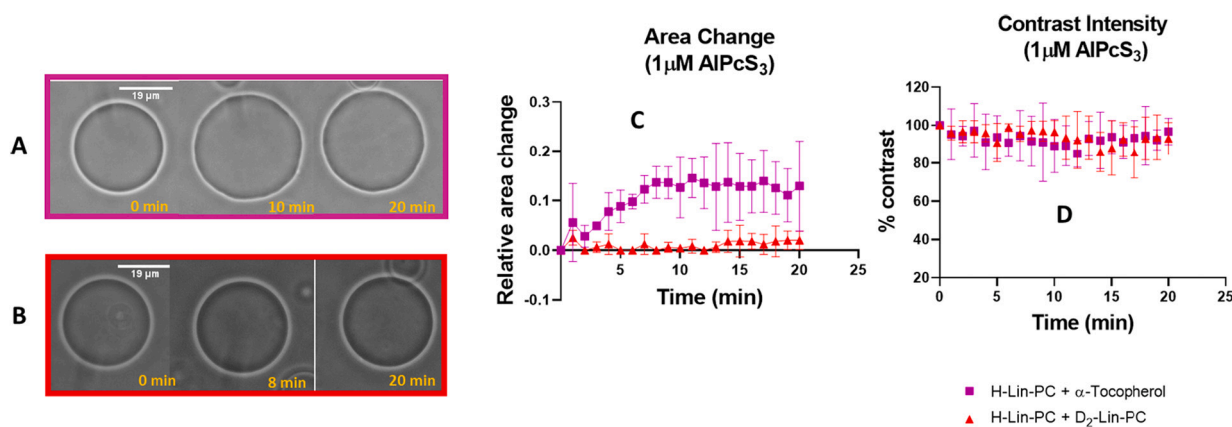 A
19 µm
0 min
10 min
20 min
B
19 µm
0 min
8 min
20 min
Area Change
(1µM AlPcS3)
C
Relative area change
0.3
0.2
0.1
0.0
-0.1
5
10
15
20
25
Time (min)
Contrast Intensity
(1µM AlPcS3)
D
% contrast
120
100
80
60
40
20
0
5
10
15
20
25
Time (min)
H-Lin-PC + α-Tocopherol
H-Lin-PC + D2-Lin-PC